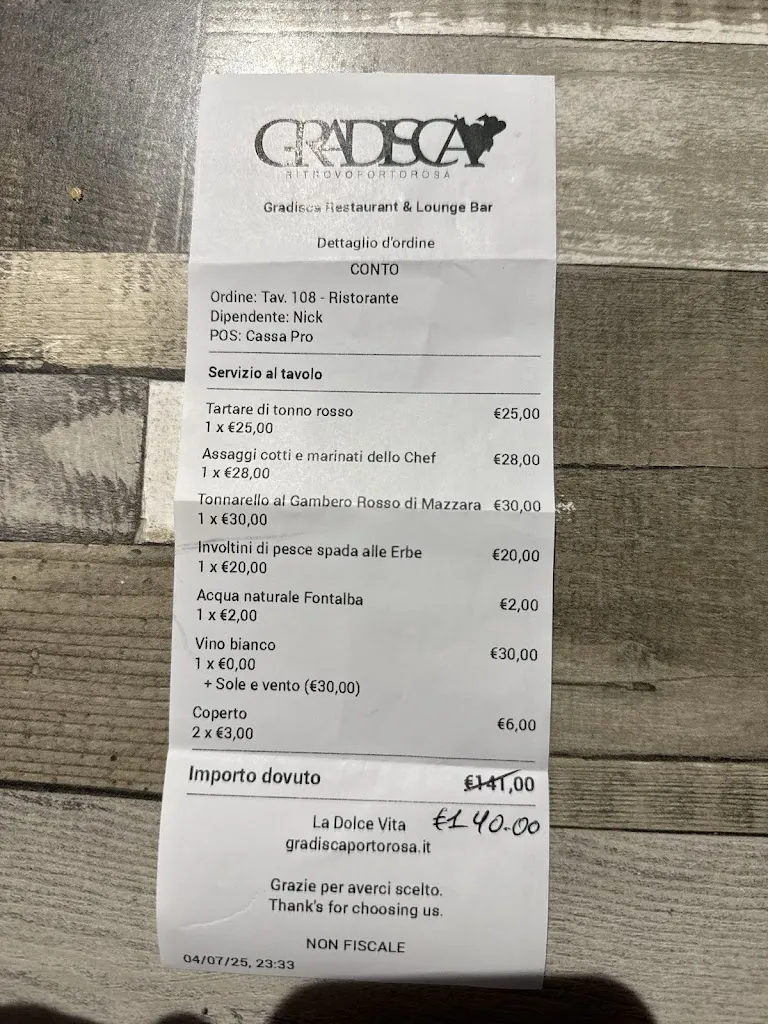 GRADISCA
RITROVOPORTOROSA
Gradisca Restaurant & Lounge Bar
Dettaglio d'ordine
CONTO
Ordine: Tav. 108 - Ristorante
Dipendente: Nick
POS: Cassa Pro
Servizio al tavolo
Tartare di tonno rosso €25,00
1 x €25,00
Assaggi cotti e marinati dello Chef €28,00
1 x €28,00
Tonnarello al Gambero Rosso di Mazzara €30,00
1 x €30,00
Involtini di pesce spada alle Erbe €20,00
1 x €20,00
Acqua naturale Fontalba €2,00
1 x €2,00
Vino bianco €30,00
1 x €0,00
+ Sole e vento (€30,00)
Coperto €6,00
2 x €3,00
Importo dovuto €141,00
La Dolce Vita €140.00
gradiscaportorosa.it
Grazie per averci scelto.
Thank's for choosing us.
NON FISCALE
04/07/25, 23:33